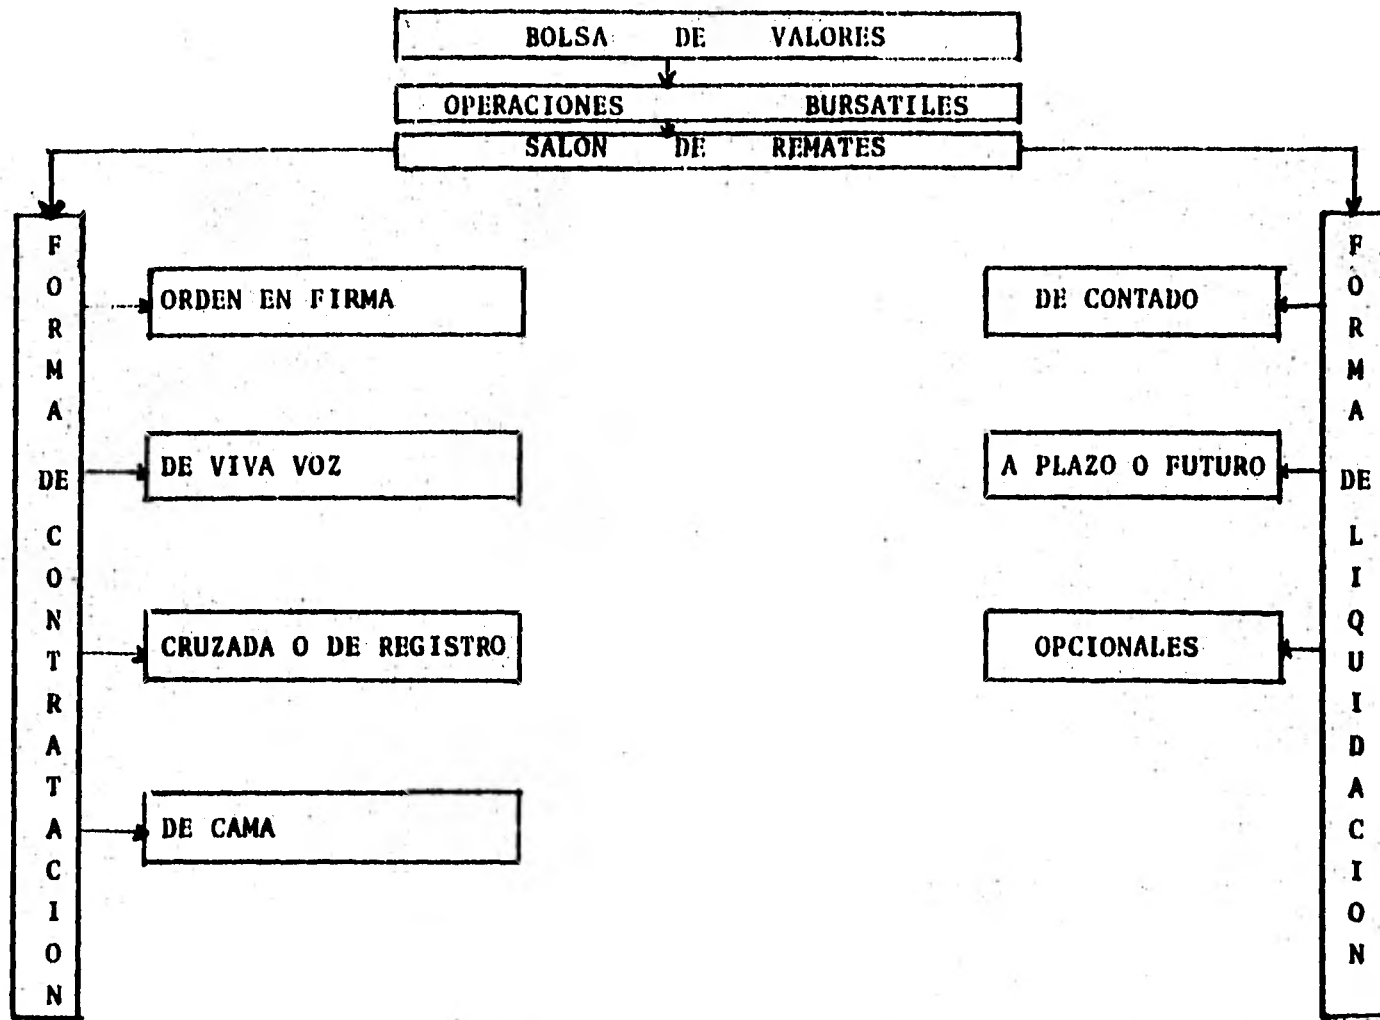 BOLSA DE VALORES
OPERACIONES BURSATILES
SALON DE REMATES
FORMA DE CONTRATACION
ORDEN EN FIRMA
DE VIVA VOZ
CRUZADA O DE REGISTRO
DE CAMA
FORMA DE LIQUIDACION
DE CONTADO
A PLAZO O FUTURO
OPCIONALES